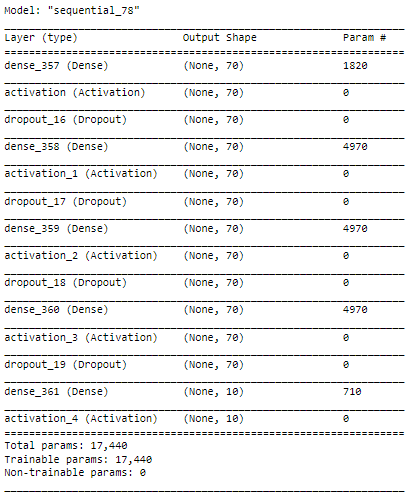 Model: "sequential_78"
Layer (type) Output Shape Param #
dense_357 (Dense) (None, 70) 1820
activation (Activation) (None, 70) 0
dropout_16 (Dropout) (None, 70) 0
dense_358 (Dense) (None, 70) 4970
activation_1 (Activation) (None, 70) 0
dropout_17 (Dropout) (None, 70) 0
dense_359 (Dense) (None, 70) 4970
activation_2 (Activation) (None, 70) 0
dropout_18 (Dropout) (None, 70) 0
dense_360 (Dense) (None, 70) 4970
activation_3 (Activation) (None, 70) 0
dropout_19 (Dropout) (None, 70) 0
dense_361 (Dense) (None, 10) 710
activation_4 (Activation) (None, 10) 0
Total params: 17,440
Trainable params: 17,440
Non-trainable params: 0